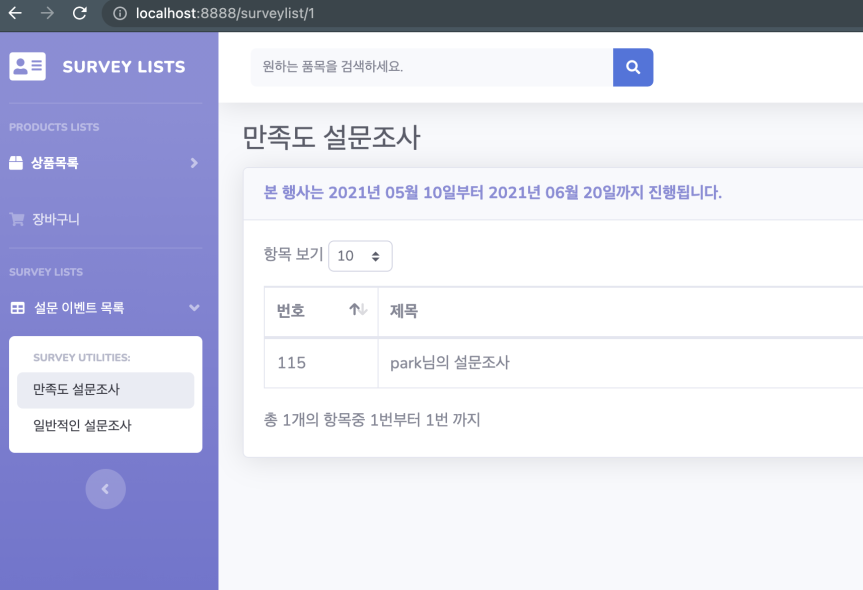 localhost:8888/surveylist/1
SURVEY LISTS
원하는 품목을 검색하세요.
PRODUCTS LISTS
상품목록
장바구니
SURVEY LISTS
설문 이벤트 목록
SURVEY UTILITIES:
만족도 설문조사
일반적인 설문조사
만족도 설문조사
본 행사는 2021년 05월 10일부터 2021년 06월 20일까지 진행됩니다.
항목 보기 10
번호 제목
115 park님의 설문조사
총 1개의 항목중 1번부터 1번 까지